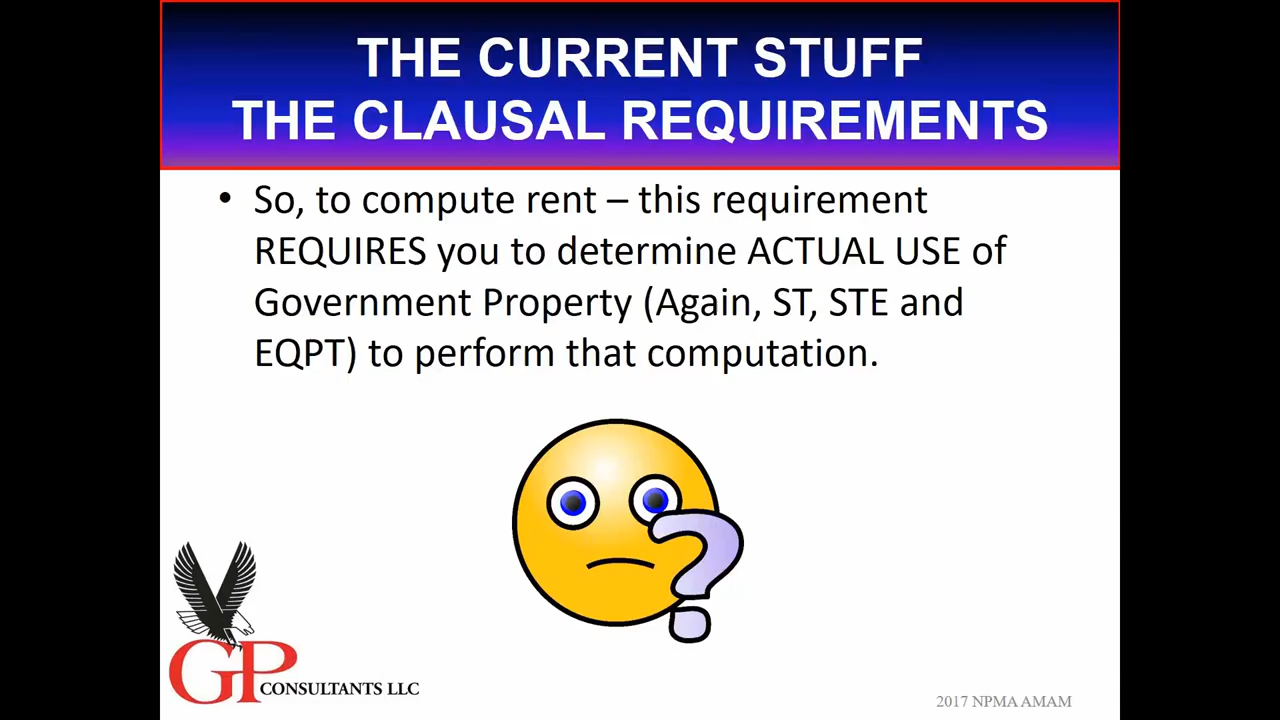 THE CURRENT STUFF
THE CLAUSAL REQUIREMENTS
• So, to compute rent – this requirement
REQUIRES you to determine ACTUAL USE of
Government Property (Again, ST, STE and
EQPT) to perform that computation.
?
GP CONSULTANTS LLC
2017 NPMA AMAM